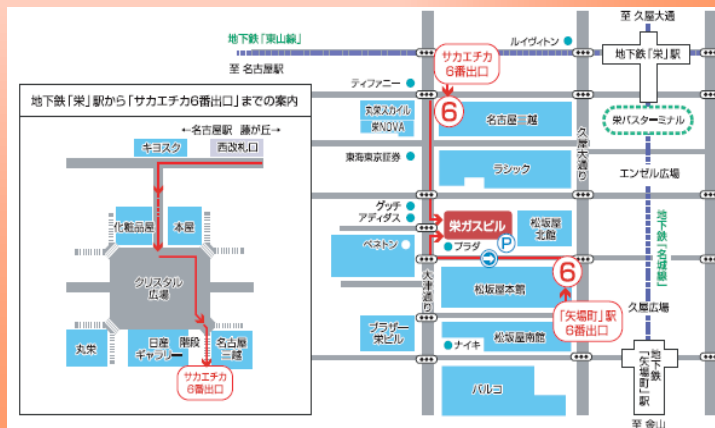 至 久屋大通
地下鉄「東山線」
ルイヴィトン
地下鉄「栄」駅
至 名古屋駅
サカエチカ
6番出口
ティファニー
6
丸栄スカイル
栄NOVA
名古屋三越
久屋大通り
栄バスターミナル
東海東京証券
ラシック
エンゼル広場
グッチ
アディダス
栄ガスビル
松坂屋
北館
地下鉄「名城線」
ベネトン
プラダ
P
大津通り
6
松坂屋本館
久屋広場
「矢場町」駅
6番出口
ブラザー
栄ビル
ナイキ
松坂屋南館
地下鉄
「矢場町」駅
パルコ
至 金山
地下鉄「栄」駅から「サカエチカ6番出口」までの案内
←名古屋駅 藤が丘→
キヨスク
西改札口
化粧品屋
本屋
クリスタル
広場
丸栄
日産
ギャラリー
階段
名古屋
三越
サカエチカ
6番出口